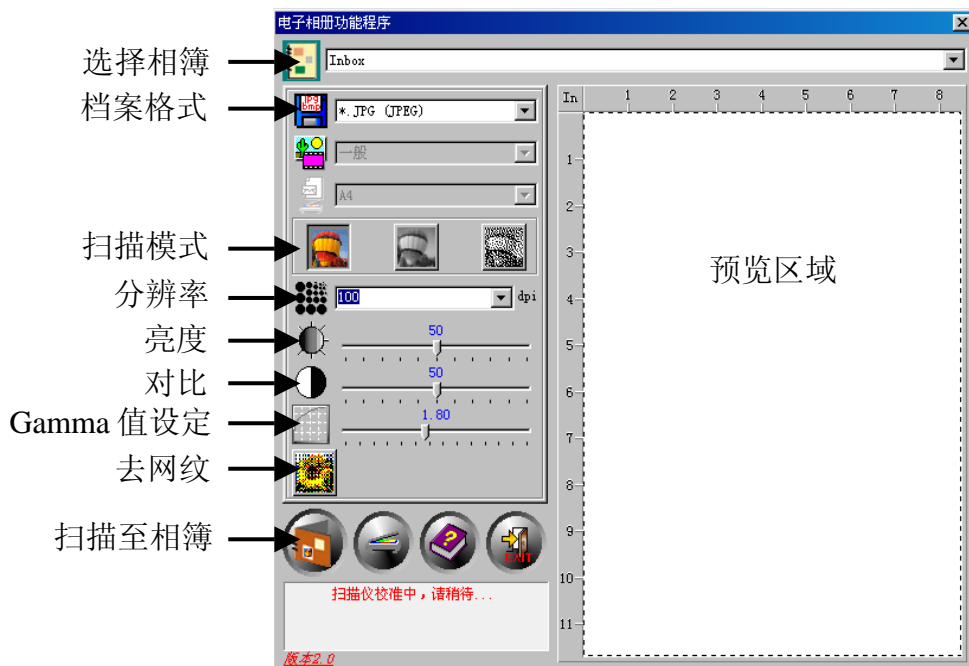 电子相册功能程序
选择相簿
Inbox
档案格式
jpg
bmp
*.JPG (JPEG)
一般
A4
扫描模式
分辨率
100
dpi
亮度
50
对比
50
Gamma 值设定
1.80
去网纹
扫描至相簿
?
EXIT
扫描仪校准中，请稍待...
版本2.0
In
1 2 3 4 5 6 7 8
1
2
3
4
5
6
7
8
9
10
11
预览区域